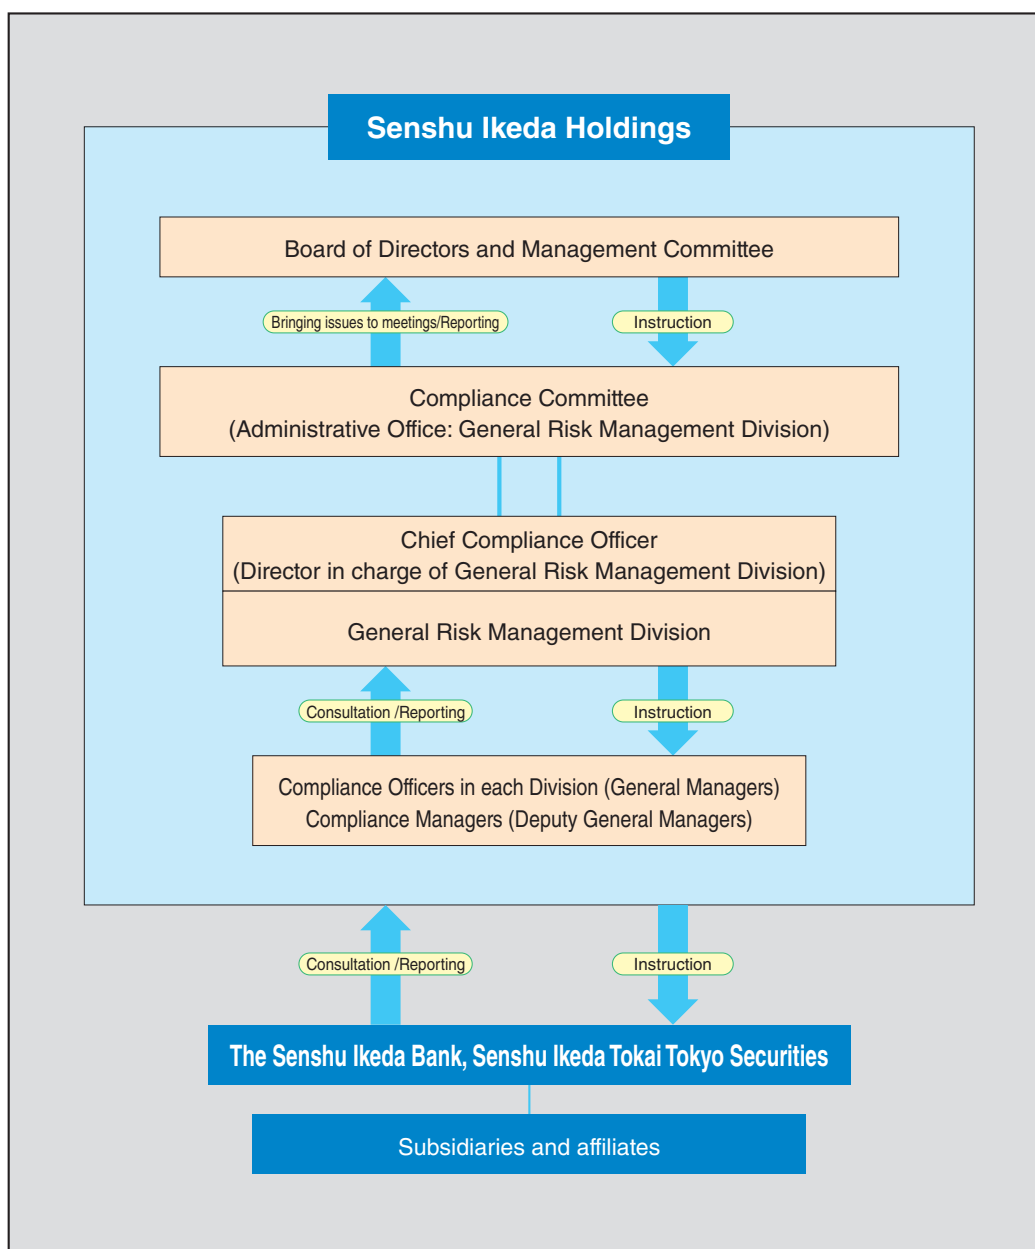 Senshu Ikeda Holdings
Board of Directors and Management Committee
Bringing issues to meetings/Reporting
Instruction
Compliance Committee
(Administrative Office: General Risk Management Division)
Chief Compliance Officer
(Director in charge of General Risk Management Division)
General Risk Management Division
Consultation /Reporting
Instruction
Compliance Officers in each Division (General Managers)
Compliance Managers (Deputy General Managers)
Consultation /Reporting
Instruction
The Senshu Ikeda Bank, Senshu Ikeda Tokai Tokyo Securities
Subsidiaries and affiliates